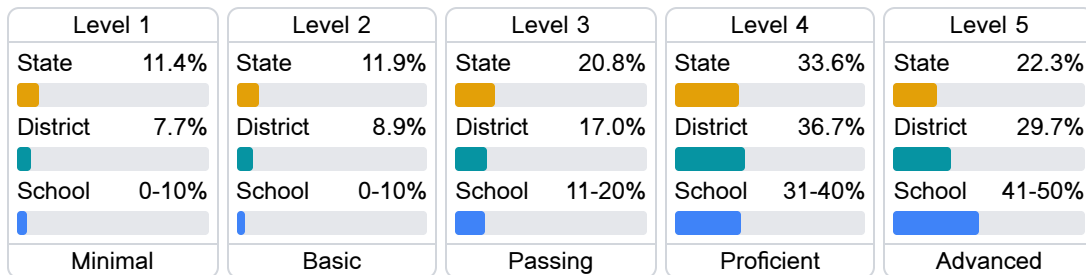 Level 1
State 11.4%
District 7.7%
School 0-10%
Minimal
Level 2
State 11.9%
District 8.9%
School 0-10%
Basic
Level 3
State 20.8%
District 17.0%
School 11-20%
Passing
Level 4
State 33.6%
District 36.7%
School 31-40%
Proficient
Level 5
State 22.3%
District 29.7%
School 41-50%
Advanced